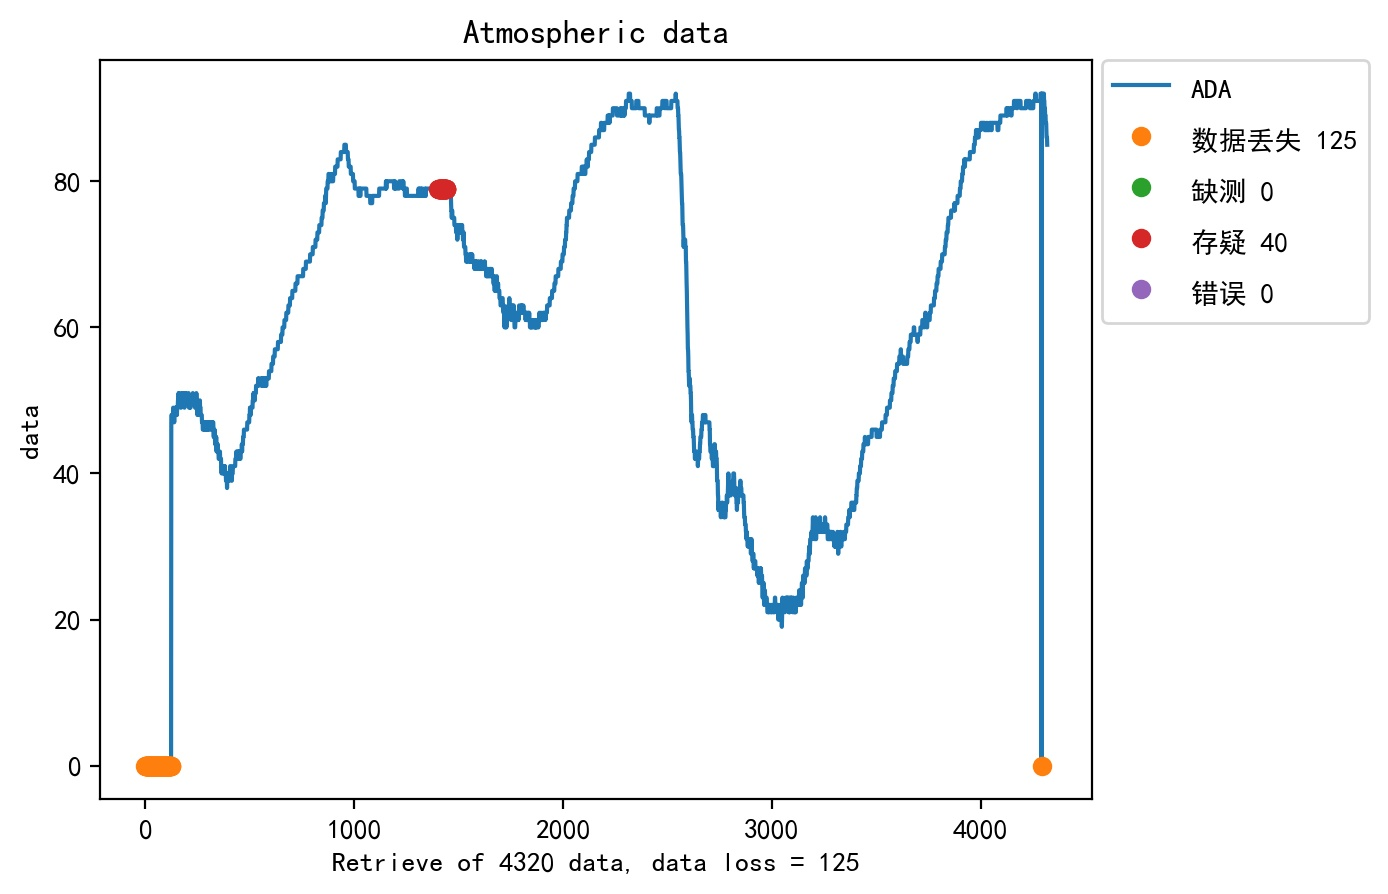 Atmospheric data
ADA
数据丢失 125
缺测 0
存疑 40
错误 0
data
80
60
40
20
0
0 1000 2000 3000 4000
Retrieve of 4320 data, data loss = 125